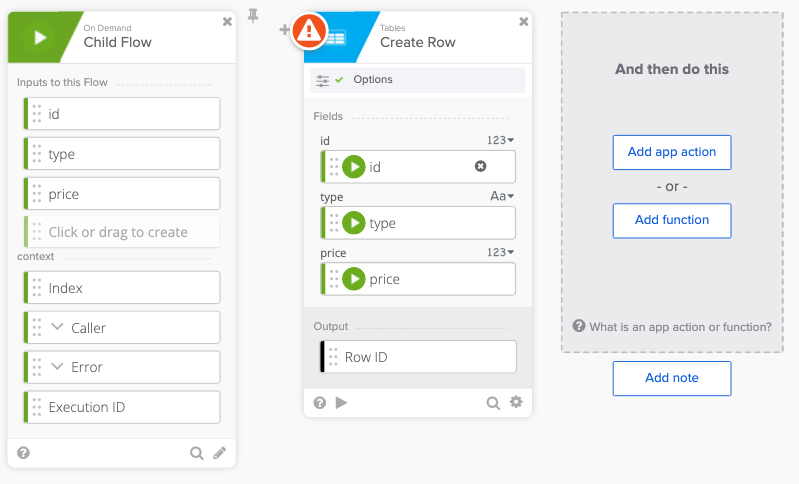 On Demand
Child Flow
Inputs to this Flow
id
type
price
Click or drag to create
context
Index
Caller
Error
Execution ID
Tables
Create Row
Options
Fields
id 123
id
type Aa
type
price 123
price
Output
Row ID
And then do this
Add app action
- or -
Add function
What is an app action or function?
Add note